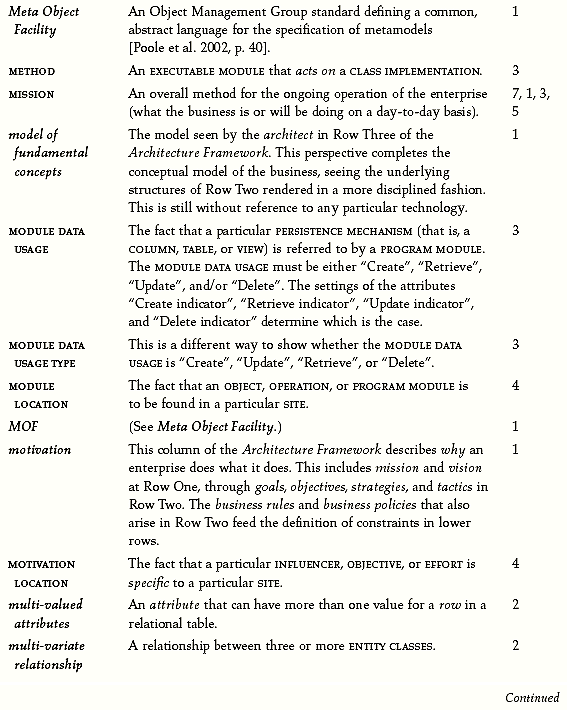 Meta Object An Object Management Group standard defining a common, 1
Facility abstract language for the specification of metamodels
[Poole et al. 2002, p. 40].
METHOD An EXECUTABLE MODULE that acts on a CLASS IMPLEMENTATION. 3
MISSION An overall method for the ongoing operation of the enterprise 7, 1, 3,
(what the business is or will be doing on a day-to-day basis). 5
model of The model seen by the architect in Row Three of the 1
fundamental Architecture Framework. This perspective completes the
concepts conceptual model of the business, seeing the underlying
structures of Row Two rendered in a more disciplined fashion.
This is still without reference to any particular technology.
MODULE DATA The fact that a particular PERSISTENCE MECHANISM (that is, a 3
USAGE COLUMN, TABLE, or VIEW) is referred to by a PROGRAM MODULE.
The MODULE DATA USAGE must be either “Create”, “Retrieve”,
“Update”, and/or “Delete”. The settings of the attributes
“Create indicator”, “Retrieve indicator”, “Update indicator”,
and “Delete indicator” determine which is the case.
MODULE DATA This is a different way to show whether the MODULE DATA 3
USAGE TYPE USAGE is “Create”, “Update”, “Retrieve”, or “Delete”.
MODULE The fact that an OBJECT, OPERATION, or PROGRAM MODULE is 4
LOCATION to be found in a particular SITE.
MOF (See Meta Object Facility.) 1
motivation This column of the Architecture Framework describes why an 1
enterprise does what it does. This includes mission and vision
at Row One, through goals, objectives, strategies, and tactics in
Row Two. The business rules and business policies that also
arise in Row Two feed the definition of constraints in lower
rows.
MOTIVATION The fact that a particular INFLUENCER, OBJECTIVE, or EFFORT is 4
LOCATION specific to a particular SITE.
multi-valued An attribute that can have more than one value for a row in a 2
attributes relational table.
multi-variate A relationship between three or more ENTITY CLASSES. 2
relationship
Continued